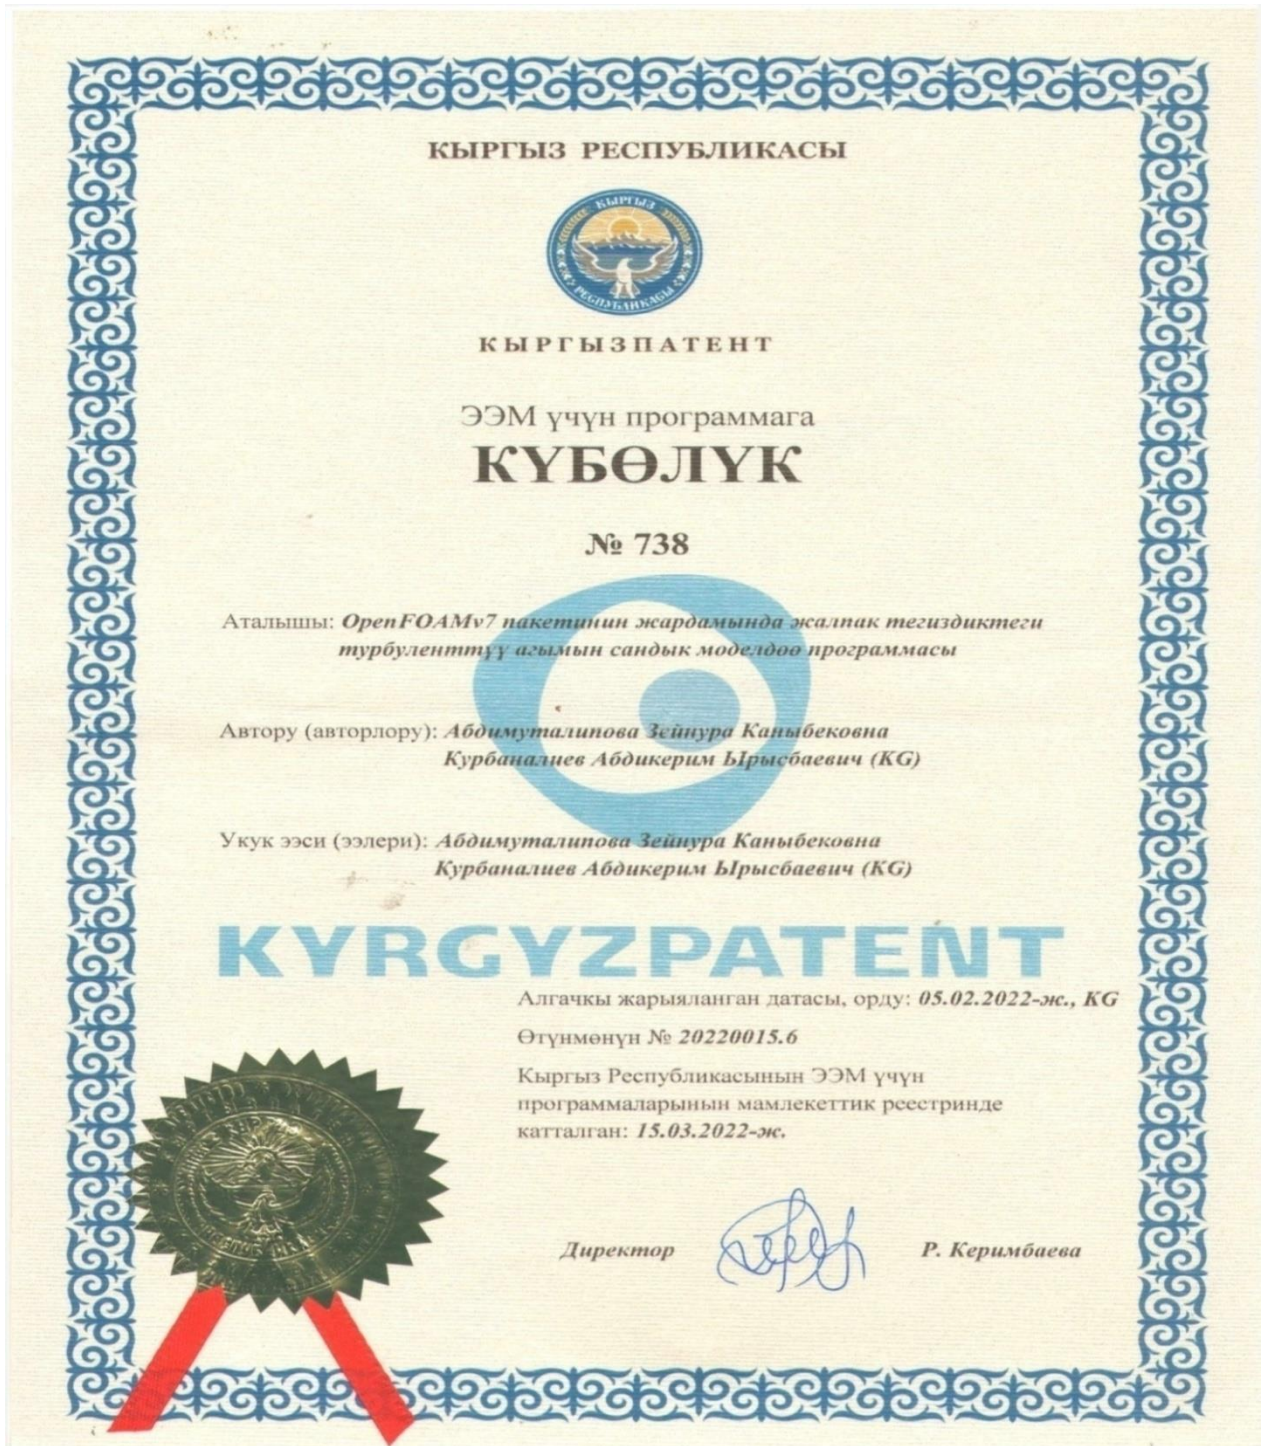 КЫРГЫЗ РЕСПУБЛИКАСЫ
КЫРГЫЗ
РЕСПУБЛИКАСЫ
КЫРГЫЗПАТЕНТ
ЭЭМ үчүн программага
КҮБӨЛҮК
№ 738
Аталышы: OpenFOAMv7 пакетинин жардамында жалпак тегиздиктеги
турбуленттүү агымын сандык моделдөө программасы
Автору (авторлору): Абдимуталипова Зейнура Каныбековна
Курбаналиев Абдикерим Ырысбаевич (KG)
Укук ээси (ээлери): Абдимуталипова Зейнура Каныбековна
Курбаналиев Абдикерим Ырысбаевич (KG)
KYRGYZPATENT
Алгачкы жарыяланган датасы, орду: 05.02.2022-ж., KG
Өтүнмөнүн № 20220015.6
Кыргыз Республикасынын ЭЭМ үчүн
программаларынын мамлекеттик реестринде
катталган: 15.03.2022-ж.
Директор Р. Керимбаева